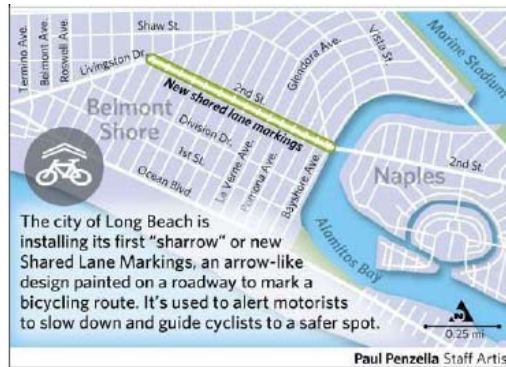 Shaw St.
Termino Ave.
Belmont Ave.
Roswell Ave.
Livingston Dr.
Glendora Ave.
Vista St.
Marine Stadium
2nd St.
New shared lane markings
Belmont
Shore
Division Dr.
1st St.
Ocean Blvd
La Verne Ave.
Pomona Ave.
Bayshore Ave.
2nd St.
Naples
Alamitos Bay
The city of Long Beach is
installing its first “sharrow” or new
Shared Lane Markings, an arrow-like
design painted on a roadway to mark a
bicycling route. It’s used to alert motorists
to slow down and guide cyclists to a safer spot.
N
0.25 mi
Paul Penzella Staff Artis